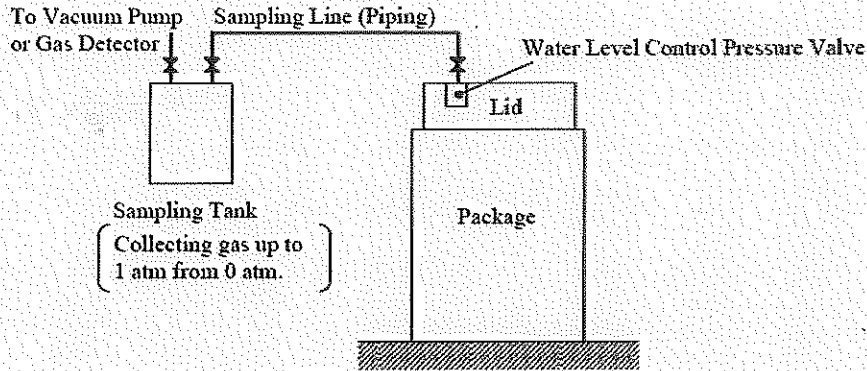 To Vacuum Pump
or Gas Detector
Sampling Line (Piping)
Water Level Control Pressure Valve
Lid
Package
Sampling Tank
Collecting gas up to
1 atm from 0 atm.